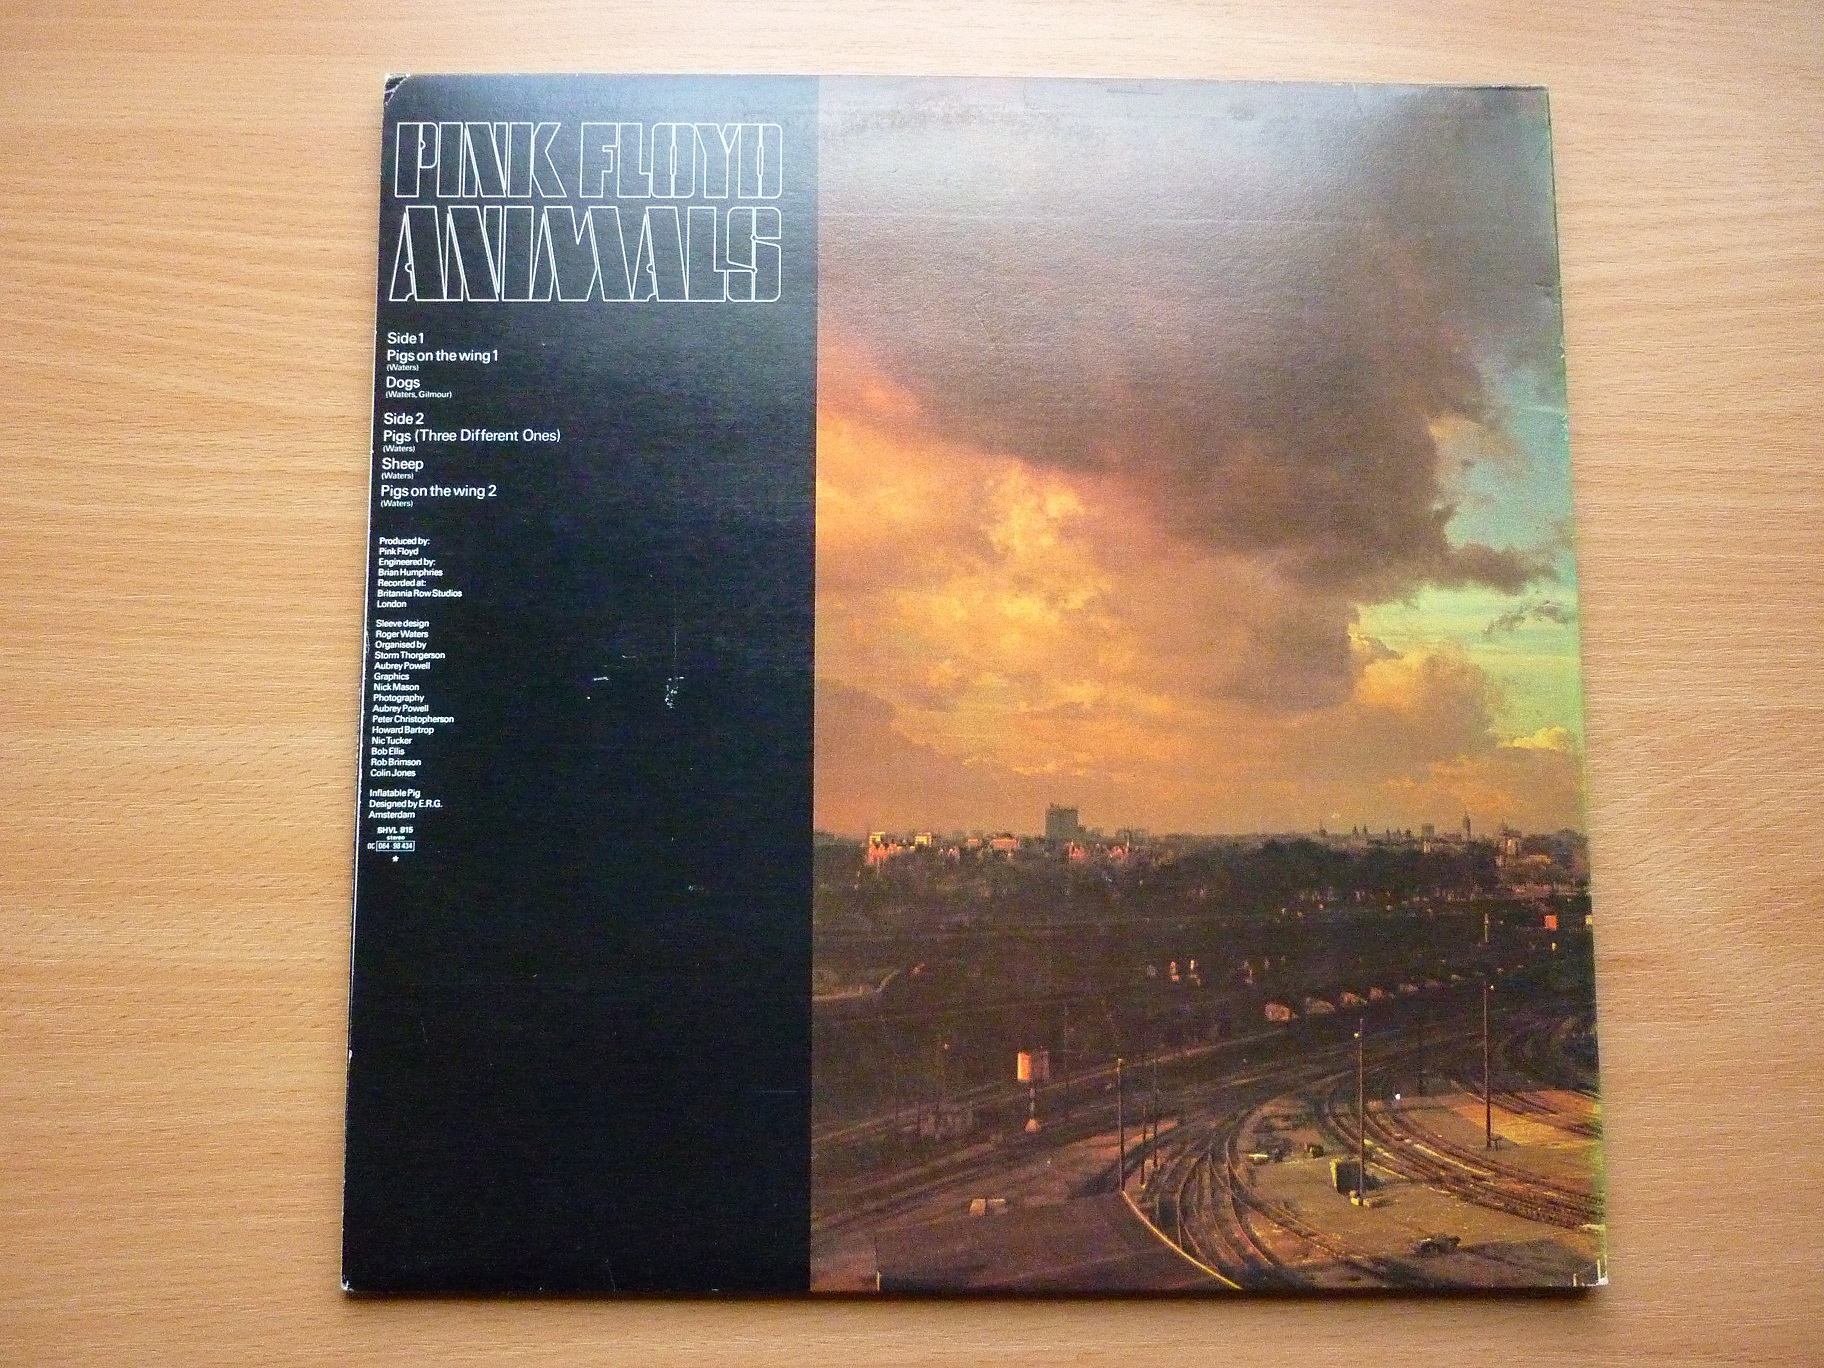 PINK FLOYD
ANIMALS
Side 1
Pigs on the wing 1
(Waters)
Dogs
(Waters, Gilmour)
Side 2
Pigs (Three Different Ones)
(Waters)
Sheep
(Waters)
Pigs on the wing 2
(Waters)
Produced by:
Pink Floyd
Engineered by:
Brian Humphries
Recorded at:
Britannia Row Studios
London
Sleeve design
Roger Waters
Organised by
Storm Thorgerson
Aubrey Powell
Graphics
Nick Mason
Photography
Aubrey Powell
Peter Christopherson
Howard Bartrop
Nic Tucker
Bob Ellis
Rob Brimson
Colin Jones
Inflatable Pig
Designed by E.R.G.
Amsterdam
SHVL 815
stereo
OC 064 98 434